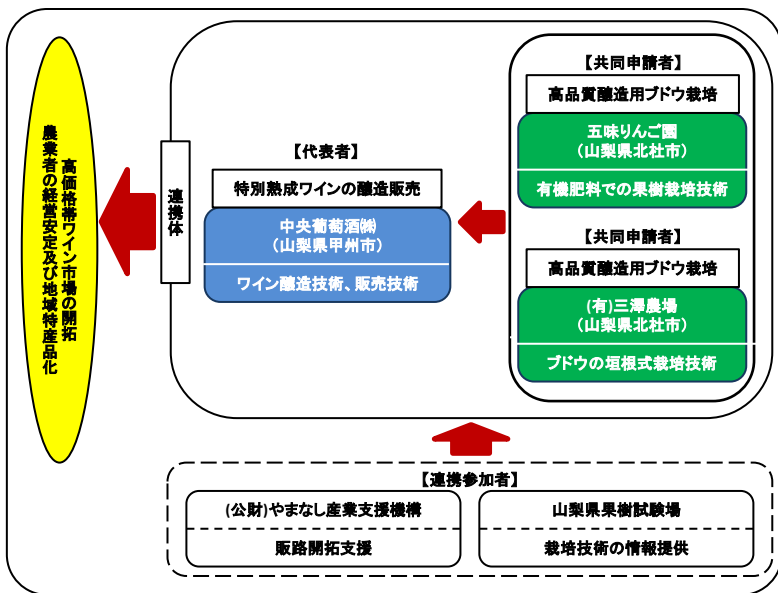 高価格帯ワイン市場の開拓
農業者の経営安定及び地域特産品化
連携体
【代表者】
特別熟成ワインの醸造販売
中央葡萄酒㈱
(山梨県甲州市)
ワイン醸造技術、販売技術
【共同申請者】
高品質醸造用ブドウ栽培
五味りんご園
(山梨県北杜市)
有機肥料での果樹栽培技術
【共同申請者】
高品質醸造用ブドウ栽培
(有)三澤農場
(山梨県北杜市)
ブドウの垣根式栽培技術
【連携参加者】
(公財)やまなし産業支援機構
販路開拓支援
山梨県果樹試験場
栽培技術の情報提供